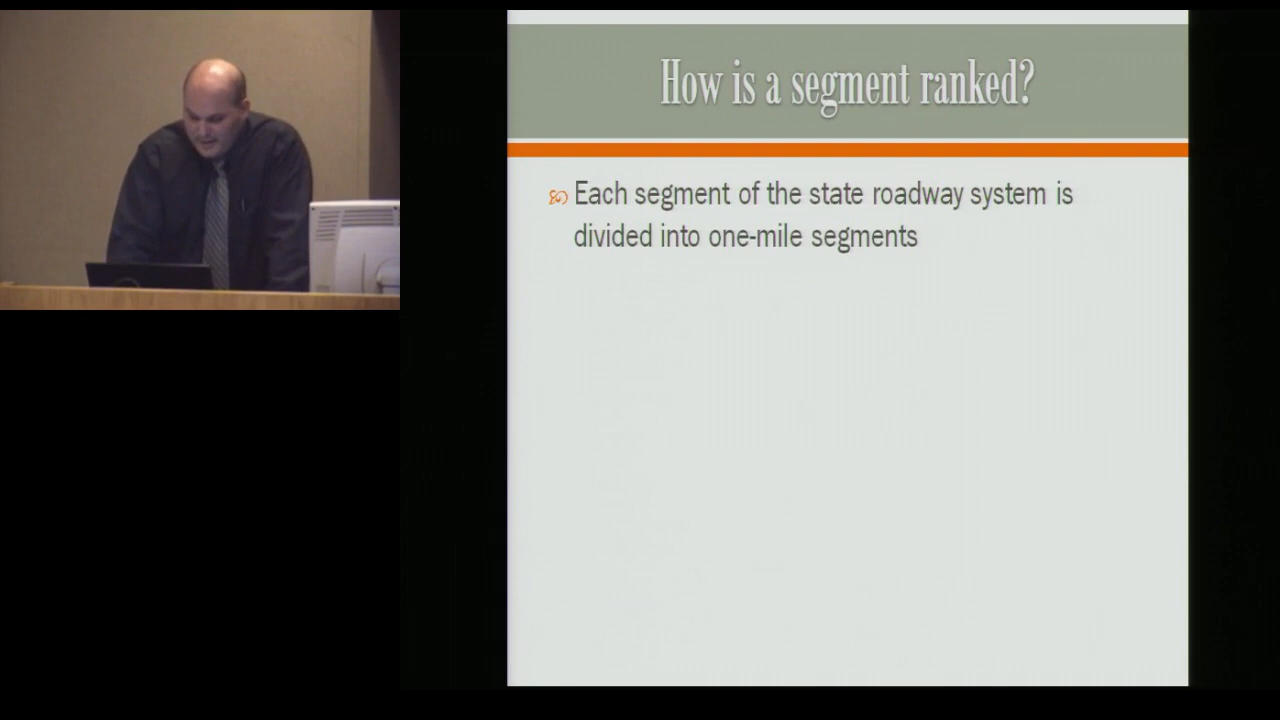 How is a segment ranked?
Each segment of the state roadway system is
divided into one-mile segments